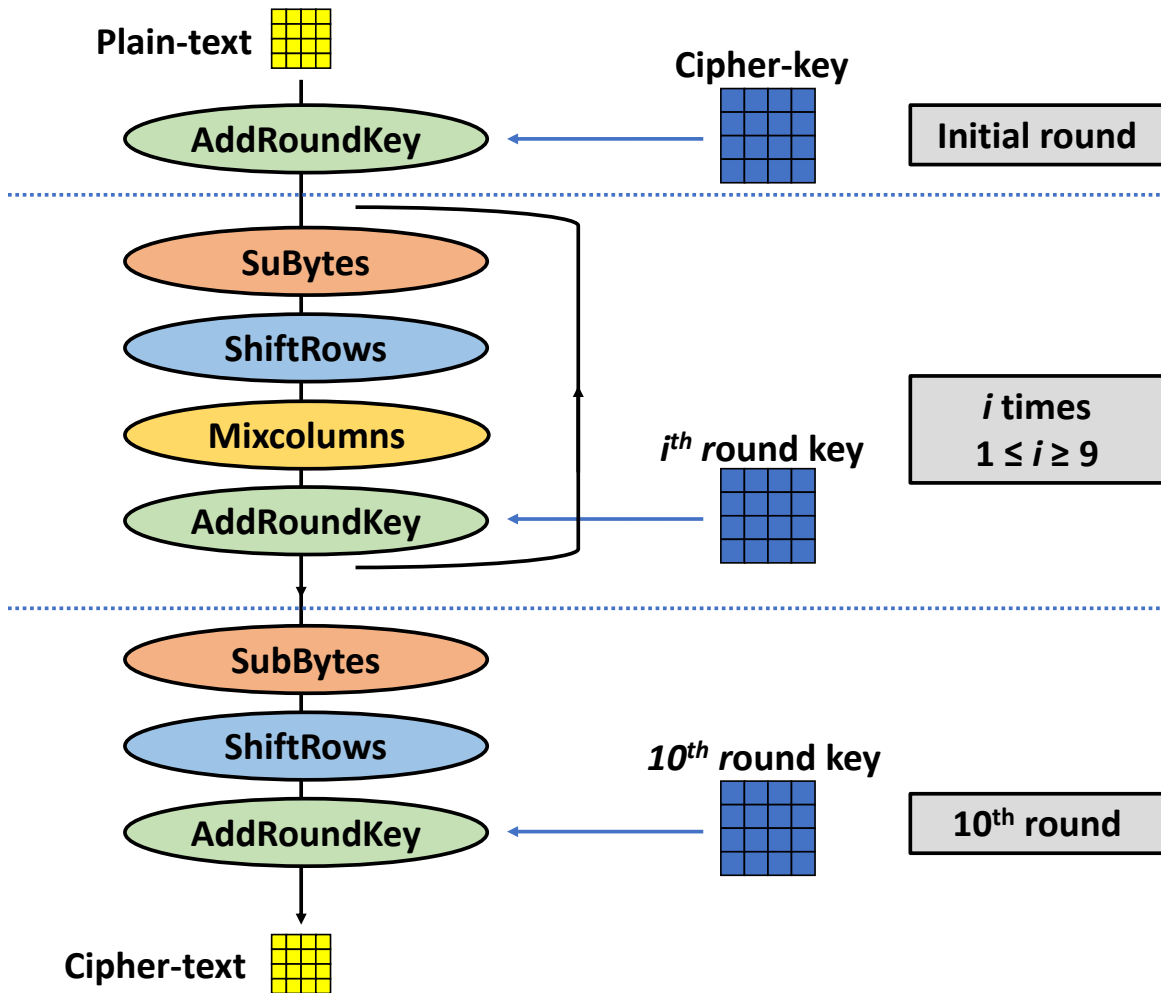 Plain-text
Cipher-key
AddRoundKey
Initial round
SuBytes
ShiftRows
Mixcolumns
i times
1 ≤ i ≥ 9
ith round key
AddRoundKey
SubBytes
ShiftRows
10th round key
AddRoundKey
10th round
Cipher-text